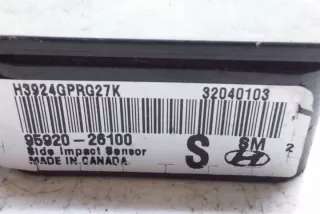 H3924GPRG27K 32040103
95920-26100 S SM
Side Impact Sensor 2
MADE IN CANADA